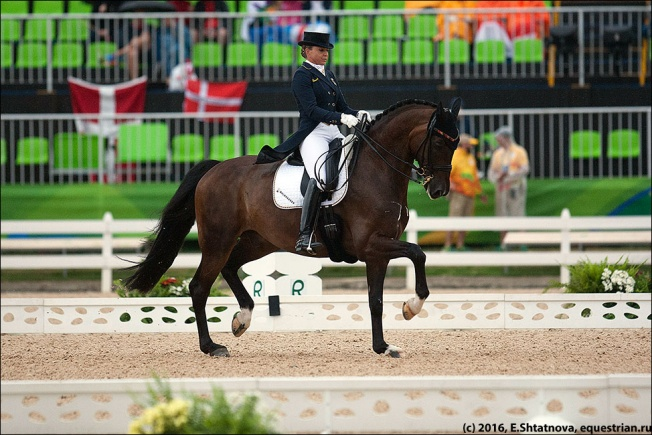 R R
(c) 2016, E.Shtatnova, equestrian.ru